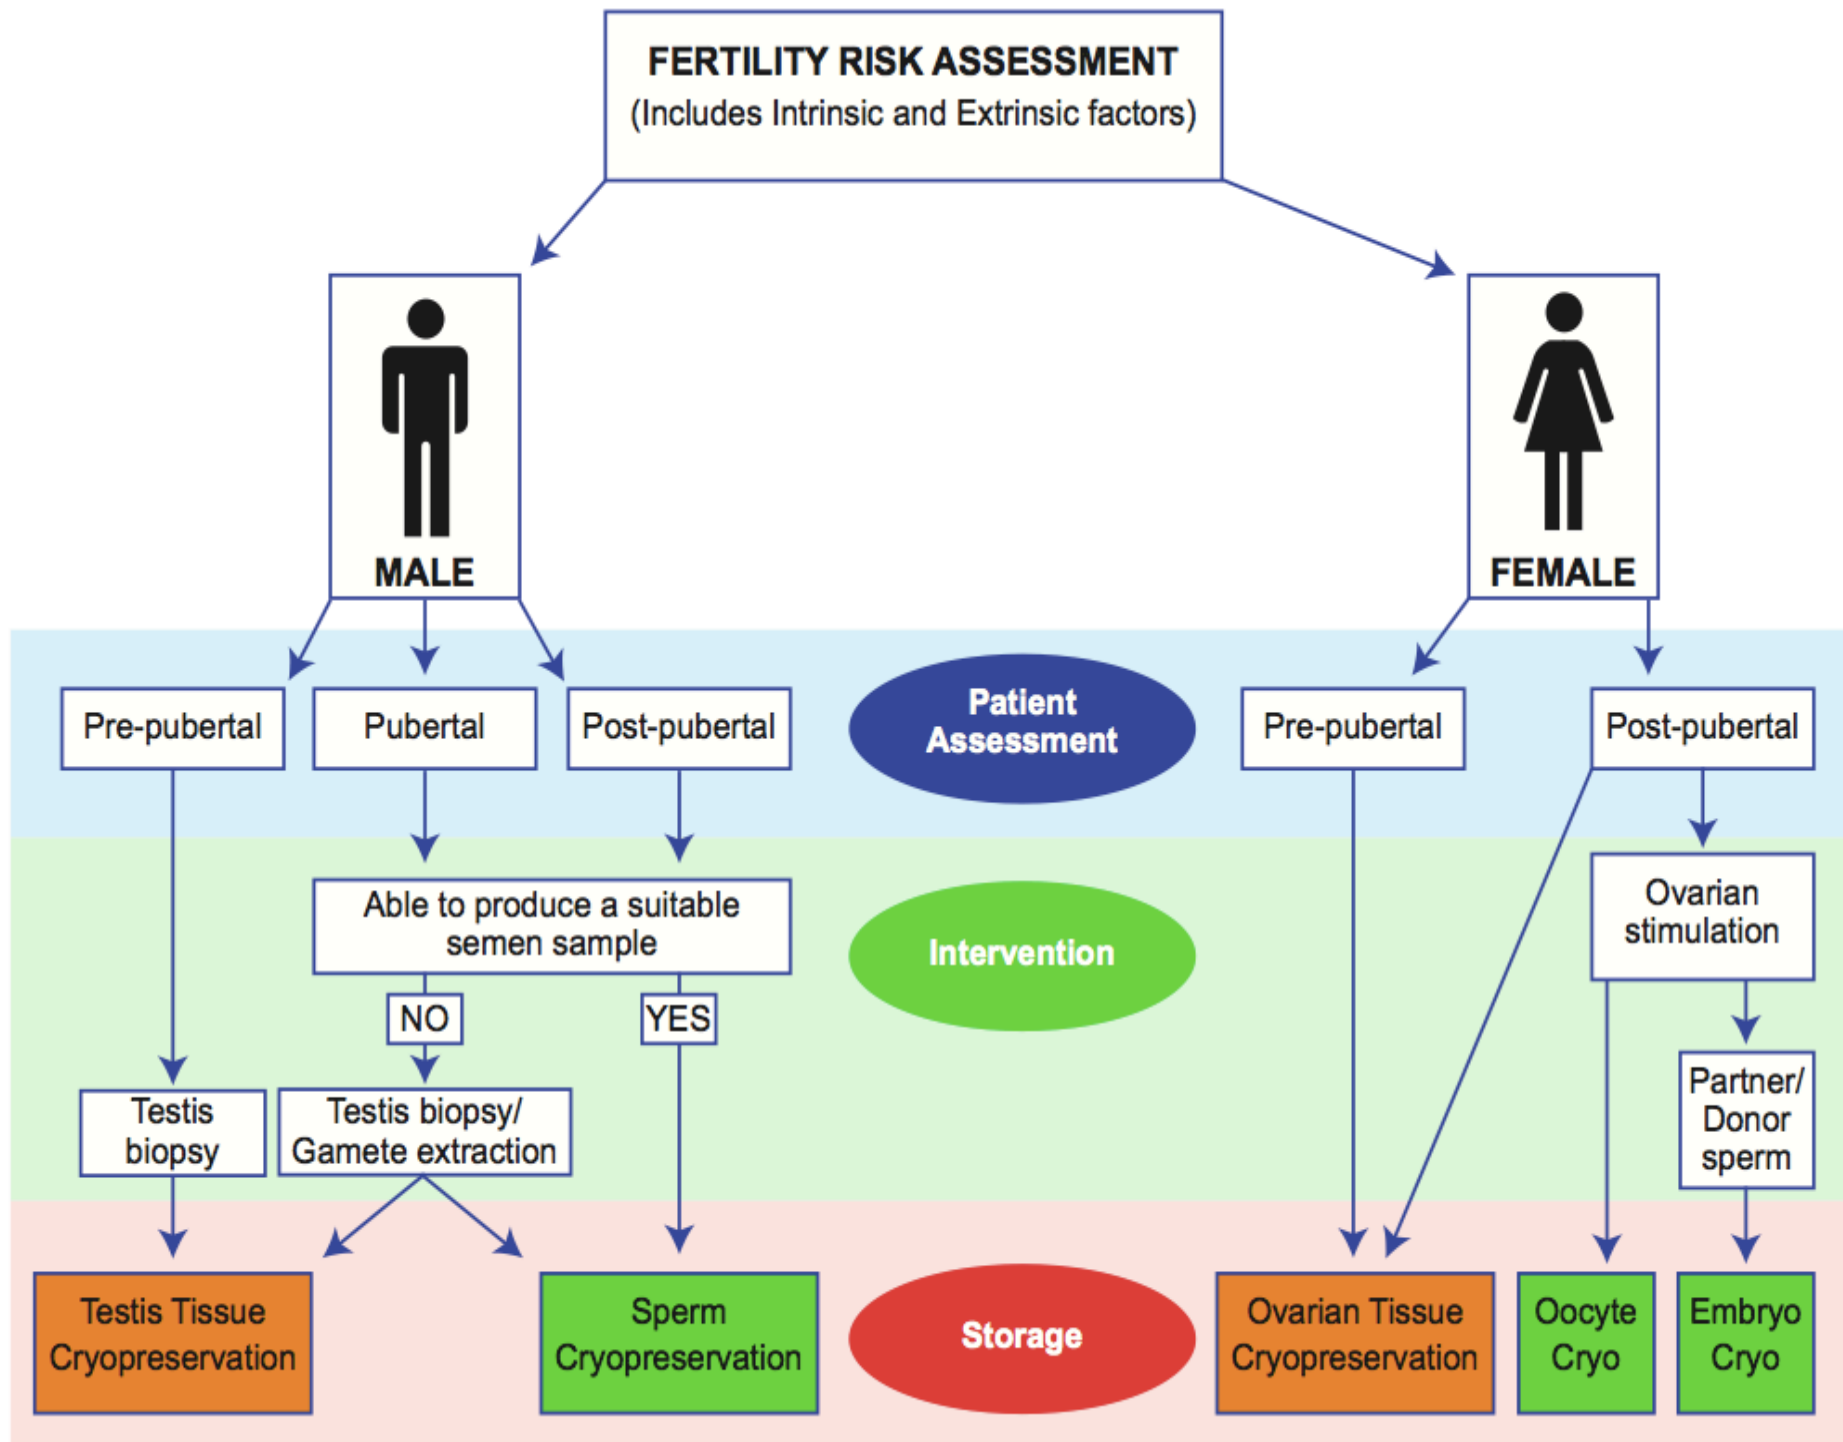 FERTILITY RISK ASSESSMENT
(Includes Intrinsic and Extrinsic factors)
MALE
FEMALE
Pre-pubertal
Pubertal
Post-pubertal
Patient
Assessment
Pre-pubertal
Post-pubertal
Able to produce a suitable
semen sample
NO
YES
Intervention
Ovarian
stimulation
Testis
biopsy
Testis biopsy/
Gamete extraction
Partner/
Donor
sperm
Testis Tissue
Cryopreservation
Sperm
Cryopreservation
Storage
Ovarian Tissue
Cryopreservation
Oocyte
Cryo
Embryo
Cryo